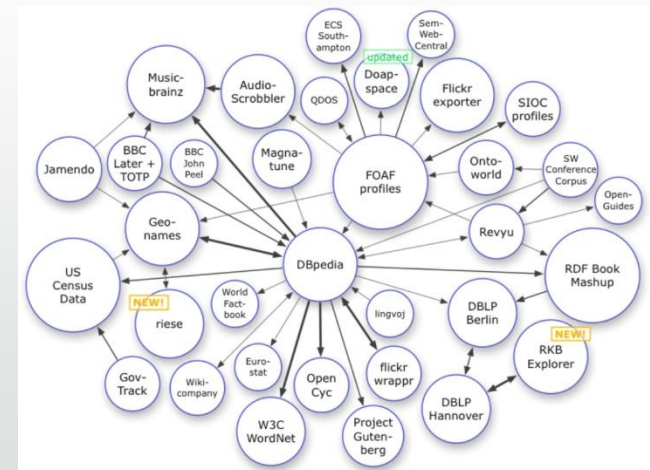 ECS
South-
ampton
Sem-
Web-
Central
updated
Doap-
space
Music-
brainz
Audio-
Scrobbler
QDOS
Flickr
exporter
SIOC
profiles
Jamendo
BBC
Later +
TOTP
BBC
John
Peel
Magna-
tune
FOAF
profiles
Onto-
world
SW
Conference
Corpus
Open-
Guides
Geo-
names
Revyu
US
Census
Data
DBpedia
RDF Book
Mashup
NEW!
riese
World
Fact-
book
lingvoj
DBLP
Berlin
NEW!
RKB
Explorer
Gov-
Track
Wiki-
company
Euro-
stat
Open
Cyc
flickr
wrappr
DBLP
Hannover
W3C
WordNet
Project
Guten-
berg